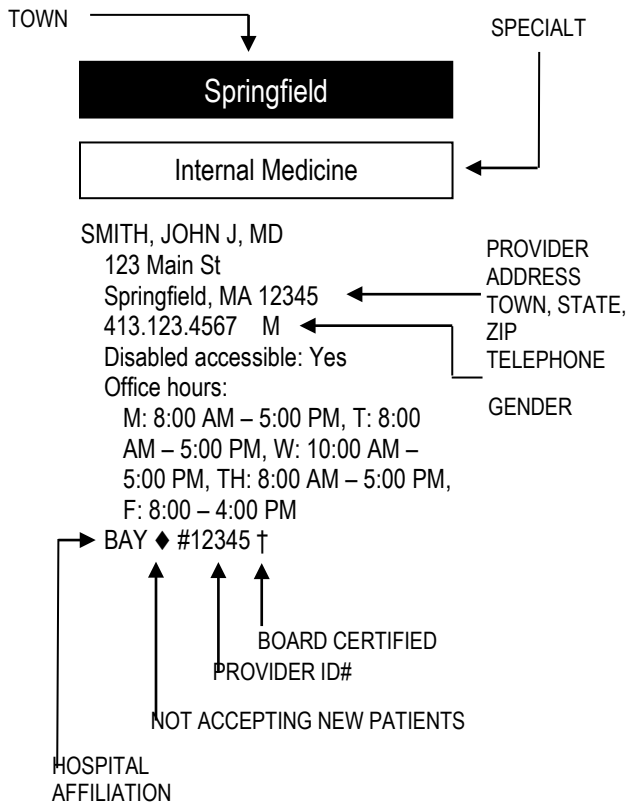 TOWN
SPECIALT
Springfield
Internal Medicine
SMITH, JOHN J, MD
123 Main St
Springfield, MA 12345
413.123.4567 M
Disabled accessible: Yes
Office hours:
M: 8:00 AM – 5:00 PM, T: 8:00
AM – 5:00 PM, W: 10:00 AM –
5:00 PM, TH: 8:00 AM – 5:00 PM,
F: 8:00 – 4:00 PM
BAY ♦ #12345 †
PROVIDER
ADDRESS
TOWN, STATE,
ZIP
TELEPHONE
GENDER
BOARD CERTIFIED
PROVIDER ID#
NOT ACCEPTING NEW PATIENTS
HOSPITAL
AFFILIATION